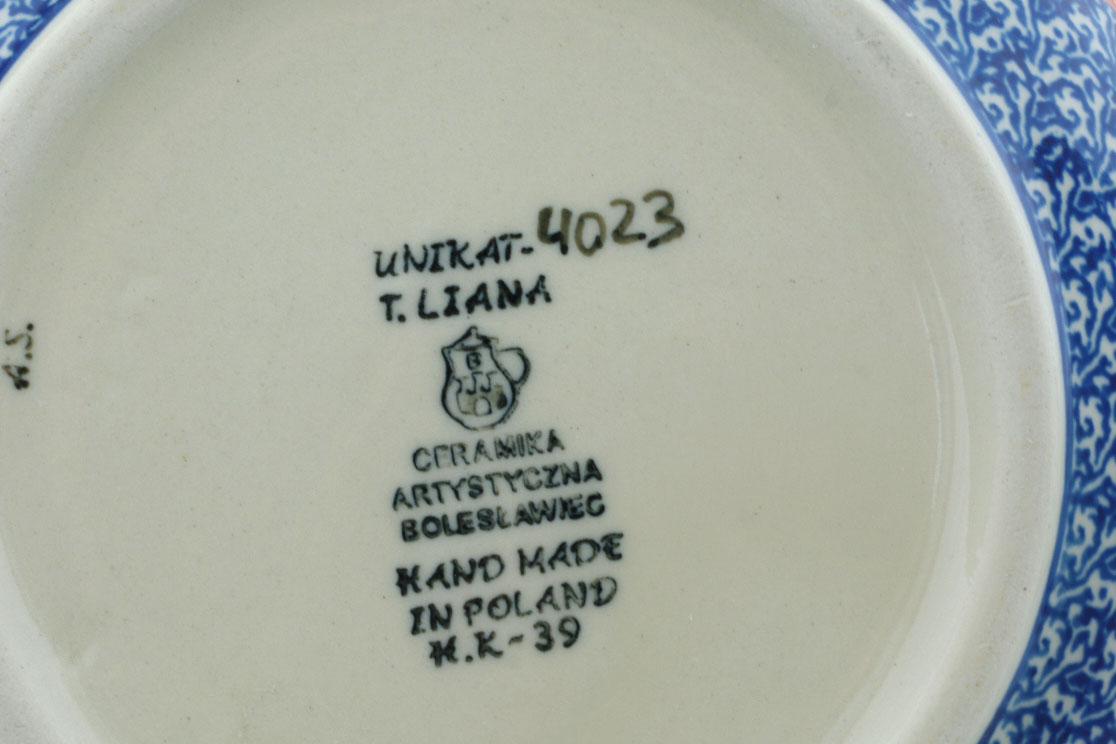 UNIKAT-4023
T. LIANA
B
CERAMIKA
ARTYSTYCZNA
BOLESŁAWIEC
HAND MADE
IN POLAND
H.K-39
A.S.